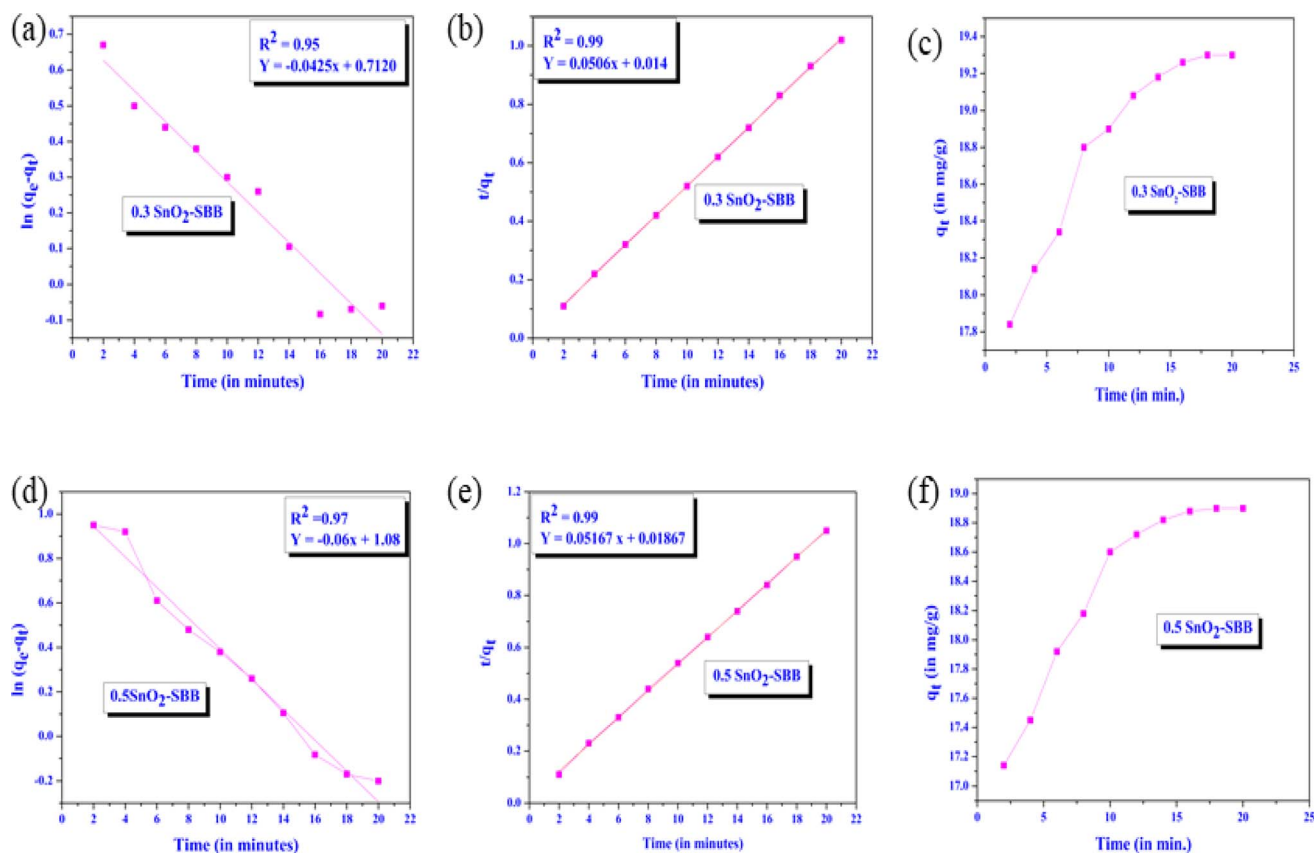 (a)
R² = 0.95
Y = -0.0425x + 0.7120
0.3 SnO₂-SBB
ln (qₑ-qₜ)
0.7
0.6
0.5
0.4
0.3
0.2
0.1
0.0
-0.1
0 2 4 6 8 10 12 14 16 18 20 22
Time (in minutes)
(b)
R² = 0.99
Y = 0.0506x + 0.014
0.3 SnO₂-SBB
t/qₜ
1.0
0.8
0.6
0.4
0.2
0.0
0 2 4 6 8 10 12 14 16 18 20 22
Time (in minutes)
(c)
0.3 SnO₂-SBB
qₜ (in mg/g)
19.4
19.2
19.0
18.8
18.6
18.4
18.2
18.0
17.8
0 5 10 15 20 25
Time (in min.)
(d)
R² =0.97
Y = -0.06x + 1.08
0.5SnO₂-SBB
ln (qₑ-qₜ)
1.0
0.8
0.6
0.4
0.2
0.0
-0.2
0 2 4 6 8 10 12 14 16 18 20 22
Time (in minutes)
(e)
R² = 0.99
Y = 0.05167 x + 0.01867
0.5 SnO₂-SBB
t/qₜ
1.2
1.0
0.8
0.6
0.4
0.2
0.0
0 2 4 6 8 10 12 14 16 18 20 22
Time (in minutes)
(f)
0.5 SnO₂-SBB
qₜ (in mg/g)
19.0
18.8
18.6
18.4
18.2
18.0
17.8
17.6
17.4
17.2
17.0
0 5 10 15 20 25
Time (in min.)